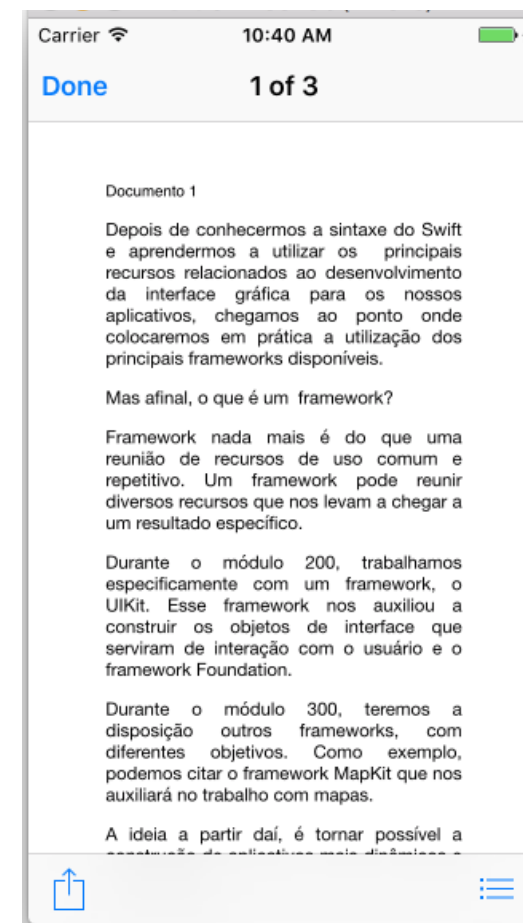 Carrier 10:40 AM
Done 1 of 3
Documento 1
Depois de conhecermos a sintaxe do Swift
e aprendermos a utilizar os principais
recursos relacionados ao desenvolvimento
da interface gráfica para os nossos
aplicativos, chegamos ao ponto onde
colocaremos em prática a utilização dos
principais frameworks disponíveis.
Mas afinal, o que é um framework?
Framework nada mais é do que uma
reunião de recursos de uso comum e
repetitivo. Um framework pode reunir
diversos recursos que nos levam a chegar a
um resultado específico.
Durante o módulo 200, trabalhamos
especificamente com um framework, o
UIKit. Esse framework nos auxiliou a
construir os objetos de interface que
serviram de interação com o usuário e o
framework Foundation.
Durante o módulo 300, teremos a
disposição outros frameworks, com
diferentes objetivos. Como exemplo,
podemos citar o framework MapKit que nos
auxiliará no trabalho com mapas.
A ideia a partir daí, é tornar possível a